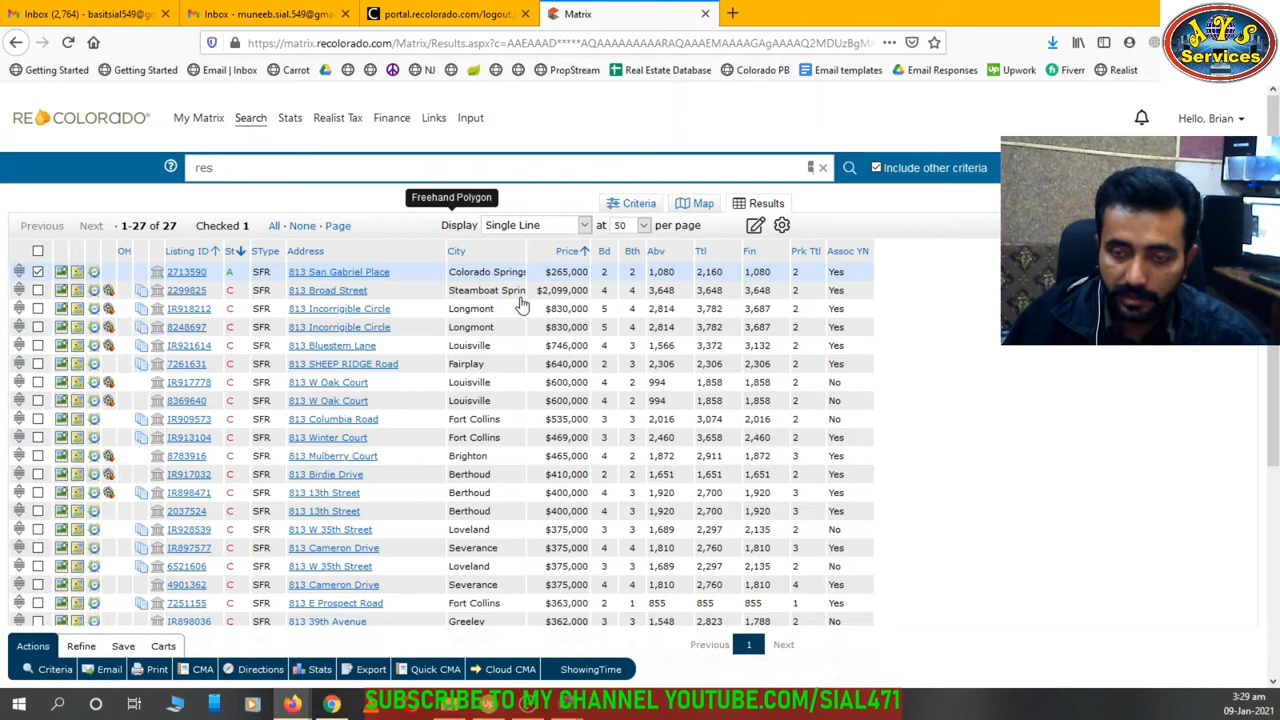 Inbox (2,764) - basitsial549@g
Inbox - muneeb.sial.549@gma
portal.recolorado.com/logout
Matrix
https://matrix.recolorado.com/Matrix/Results.aspx?c=AAEAAAD*****AQAAAAAAAAARAQAAAEMAAAAGAgAAAAQ2MDUzBgM
Getting Started
Getting Started
Email | Inbox
Carrot
NJ
PropStream
Real Estate Database
Colorado PB
Email templates
Email Responses
Upwork
Fiverr
Realist
AYS
Services
RECOLORADO
My Matrix
Search
Stats
Realist Tax
Finance
Links
Input
Hello, Brian
res
Include other criteria
Freehand Polygon
Criteria
Map
Results
Previous Next · 1-27 of 27 Checked 1 All · None · Page Display Single Line at 50 per page
OH Listing ID St SType Address City Price Bd Bth Abv Ttl Fin Prk Ttl Assoc YN
2713590 A SFR 813 San Gabriel Place Colorado Springs $265,000 2 2 1,080 2,160 1,080 2 Yes
2299825 C SFR 813 Broad Street Steamboat Sprin $2,099,000 4 4 3,648 3,648 3,648 2 Yes
IR918212 C SFR 813 Incorrigible Circle Longmont $830,000 5 4 2,814 3,782 3,687 2 Yes
8248697 C SFR 813 Incorrigible Circle Longmont $830,000 5 4 2,814 3,782 3,687 2 Yes
IR921614 C SFR 813 Bluestem Lane Louisville $746,000 4 3 1,566 3,372 3,132 2 Yes
7261631 C SFR 813 SHEEP RIDGE Road Fairplay $640,000 2 3 2,306 2,306 2,306 2 Yes
IR917778 C SFR 813 W Oak Court Louisville $600,000 4 2 994 1,858 1,858 2 No
8369640 C SFR 813 W Oak Court Louisville $600,000 4 2 994 1,858 1,858 2 No
IR909573 C SFR 813 Columbia Road Fort Collins $535,000 2 3 2,016 3,074 2,016 2 Yes
IR913104 C SFR 813 Winter Court Fort Collins $469,000 3 3 2,460 3,658 2,460 2 Yes
8783916 C SFR 813 Mulberry Court Brighton $465,000 4 2 1,872 2,911 1,872 2 Yes
IR917032 C SFR 813 Birdie Drive Berthoud $410,000 2 2 1,651 1,651 1,651 2 Yes
IR898471 C SFR 813 13th Street Berthoud $400,000 4 3 1,920 2,700 1,920 3 Yes
2037524 C SFR 813 13th Street Berthoud $400,000 4 3 1,920 2,700 1,920 3 Yes
IR928539 C SFR 813 W 35th Street Loveland $375,000 3 3 1,689 2,297 2,135 2 No
IR897577 C SFR 813 Cameron Drive Severance $375,000 4 4 1,810 2,760 1,810 3 Yes
6521606 C SFR 813 W 35th Street Loveland $375,000 3 3 1,689 2,297 2,135 2 No
4901362 C SFR 813 Cameron Drive Severance $375,000 4 4 1,810 2,760 1,810 4 Yes
7251155 C SFR 813 E Prospect Road Fort Collins $363,000 2 1 855 855 855 1 Yes
IR898036 C SFR 813 39th Avenue Greeley $362,000 3 3 1,548 2,823 1,788 2 No
Actions Refine Save Carts
Previous 1 Next
Criteria Email Print CMA Directions Stats Export Quick CMA Cloud CMA ShowingTime
SUBSCRIBE TO MY CHANNEL YOUTUBE.COM/SIAL471
3:29 am
09-Jan-2021